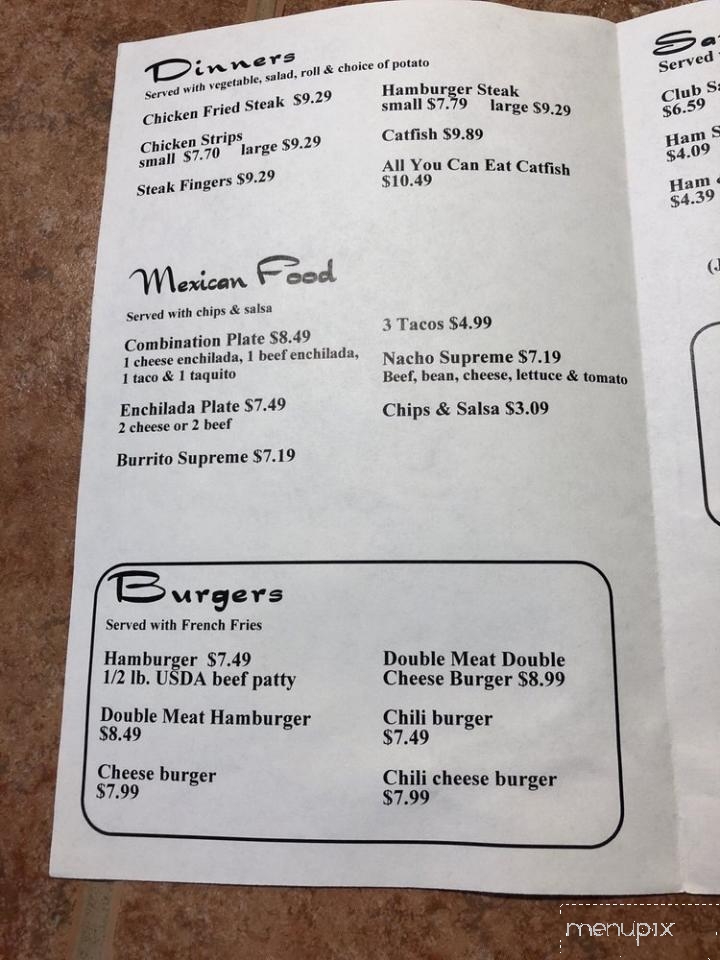 Dinners
Served with vegetable, salad, roll & choice of potato
Chicken Fried Steak $9.29
Chicken Strips
small $7.70 large $9.29
Steak Fingers $9.29
Hamburger Steak
small $7.79 large $9.29
Catfish $9.89
All You Can Eat Catfish
$10.49
Mexican Food
Served with chips & salsa
Combination Plate $8.49
1 cheese enchilada, 1 beef enchilada,
1 taco & 1 taquito
Enchilada Plate $7.49
2 cheese or 2 beef
Burrito Supreme $7.19
3 Tacos $4.99
Nacho Supreme $7.19
Beef, bean, cheese, lettuce & tomato
Chips & Salsa $3.09
Burgers
Served with French Fries
Hamburger $7.49
1/2 lb. USDA beef patty
Double Meat Hamburger
$8.49
Cheese burger
$7.99
Double Meat Double
Cheese Burger $8.99
Chili burger
$7.49
Chili cheese burger
$7.99
Served
Club
$6.59
Ham
$4.09
Ham
$4.39
menupix